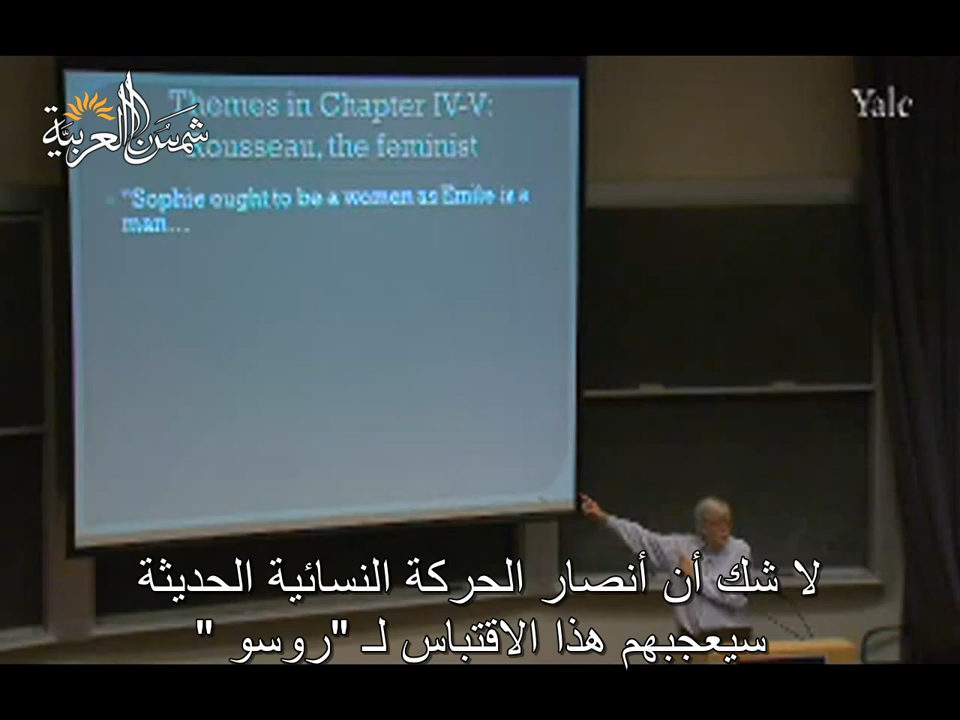 شمس العربية
Yale
Themes in Chapter IV-V:
Rousseau, the feminist
"Sophie ought to be a women as Emile is a
man...
لا شك أن أنصار الحركة النسائية الحديثة
سيعجبهم هذا الاقتباس لـ "روسو "